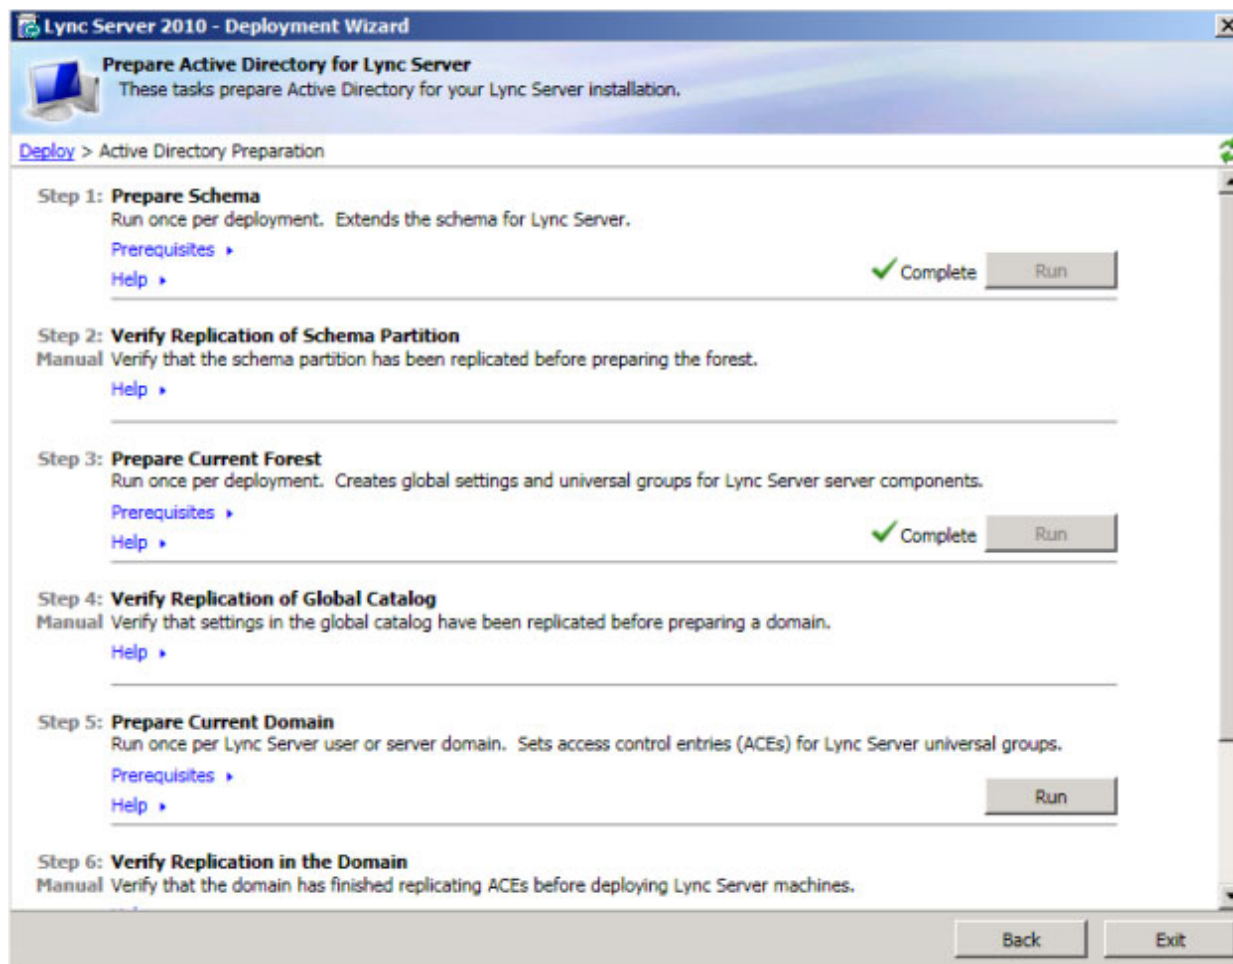 Lync Server 2010 - Deployment Wizard
Prepare Active Directory for Lync Server
These tasks prepare Active Directory for your Lync Server installation.
Deploy > Active Directory Preparation
Step 1: Prepare Schema
Run once per deployment. Extends the schema for Lync Server.
Prerequisites
Help
Complete Run
Step 2: Verify Replication of Schema Partition
Manual Verify that the schema partition has been replicated before preparing the forest.
Help
Step 3: Prepare Current Forest
Run once per deployment. Creates global settings and universal groups for Lync Server server components.
Prerequisites
Help
Complete Run
Step 4: Verify Replication of Global Catalog
Manual Verify that settings in the global catalog have been replicated before preparing a domain.
Help
Step 5: Prepare Current Domain
Run once per Lync Server user or server domain. Sets access control entries (ACEs) for Lync Server universal groups.
Prerequisites
Help
Run
Step 6: Verify Replication in the Domain
Manual Verify that the domain has finished replicating ACEs before deploying Lync Server machines.
Back Exit